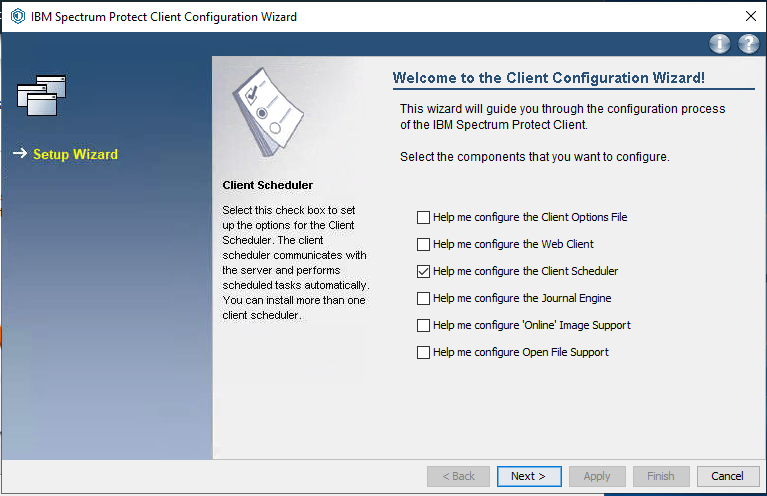 IBM Spectrum Protect Client Configuration Wizard
Setup Wizard
Client Scheduler
Select this check box to set
up the options for the Client
Scheduler. The client
scheduler communicates with
the server and performs
scheduled tasks automatically.
You can install more than one
client scheduler.
Welcome to the Client Configuration Wizard!
This wizard will guide you through the configuration process
of the IBM Spectrum Protect Client.
Select the components that you want to configure.
Help me configure the Client Options File
Help me configure the Web Client
Help me configure the Client Scheduler
Help me configure the Journal Engine
Help me configure 'Online' Image Support
Help me configure Open File Support
< Back
Next >
Apply
Finish
Cancel